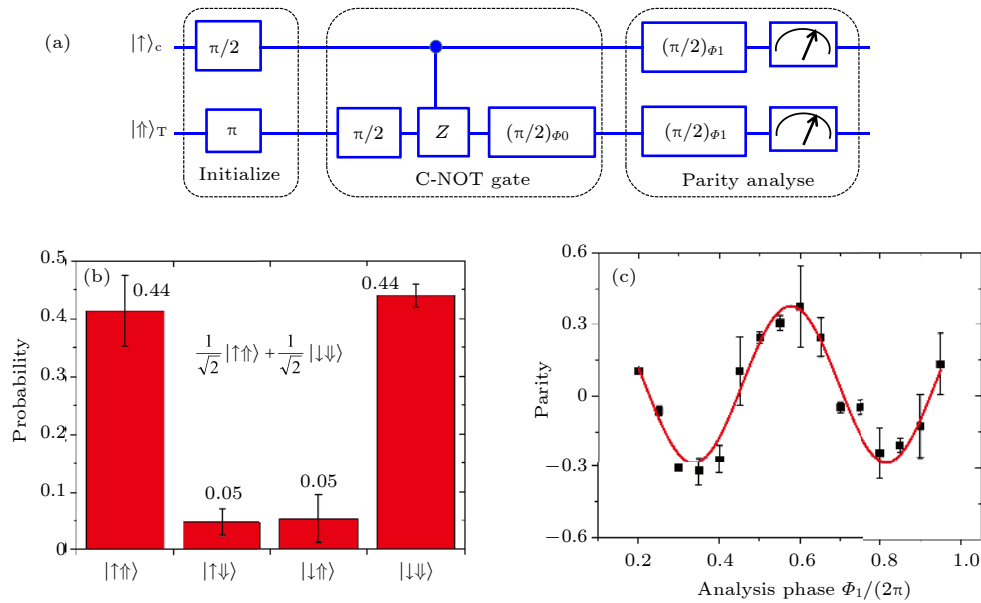 (a)
|↑⟩c
π/2
(π/2)Φ1
|⇑⟩T
π
π/2
Z
(π/2)Φ0
(π/2)Φ1
Initialize
C-NOT gate
Parity analyse
(b)
Probability
0.5
0.4
0.3
0.2
0.1
0
0.44
0.05
0.05
0.44
1/√2 |↑⇑⟩ + 1/√2 |↓⇓⟩
|↑⇑⟩
|↑⇓⟩
|↓⇑⟩
|↓⇓⟩
(c)
Parity
0.6
0.3
0
−0.3
−0.6
0.2
0.4
0.6
0.8
1.0
Analysis phase Φ1/(2π)